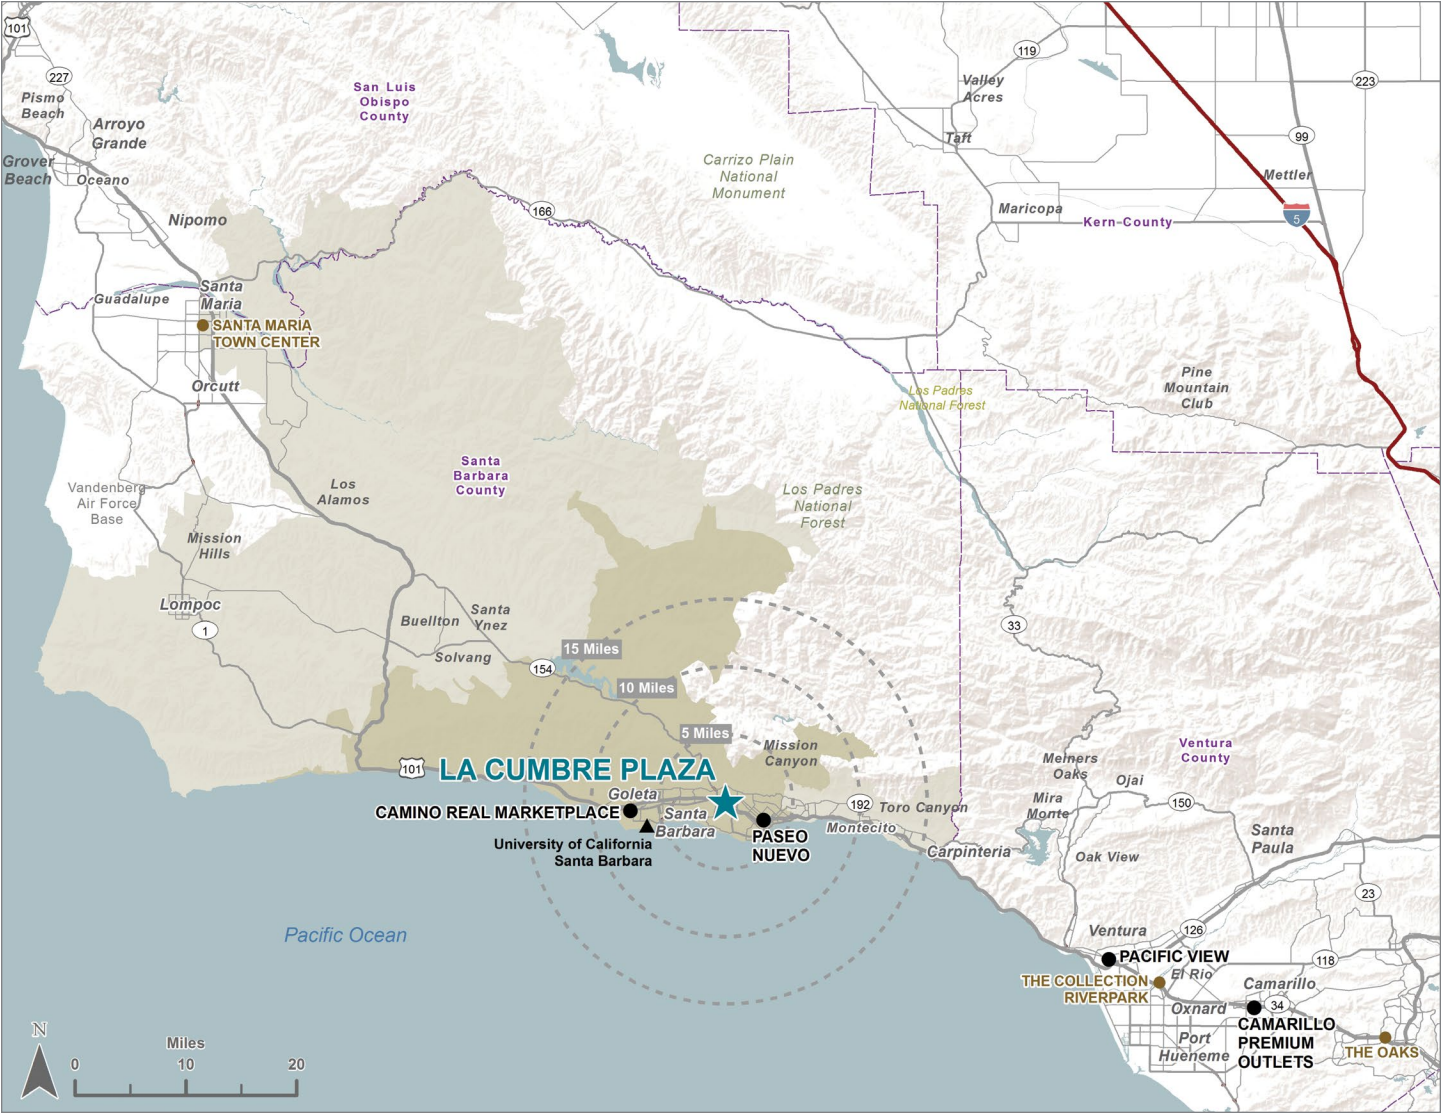 101
227
Pismo
Beach
Arroyo
Grande
Grover
Beach
Oceano
San Luis
Obispo
County
Nipomo
119
Valley
Acres
223
Taft
99
Carrizo Plain
National
Monument
Mettler
166
Maricopa
Kern County
5
Guadalupe
Santa
Maria
SANTA MARIA
TOWN CENTER
Orcutt
Pine
Mountain
Club
Los Padres
National Forest
Santa
Barbara
County
Los
Alamos
Vandenberg
Air Force
Base
Los Padres
National
Forest
Mission
Hills
Lompoc
1
Buellton
Santa
Ynez
Solvang
154
33
15 Miles
10 Miles
5 Miles
Mission
Canyon
Ventura
County
Meiners
Oaks
Ojai
101
LA CUMBRE PLAZA
Goleta
CAMINO REAL MARKETPLACE
Santa
Barbara
192
Toro Canyon
Mira
Monte
150
University of California
Santa Barbara
PASEO
NUEVO
Montecito
Carpinteria
Oak View
Santa
Paula
23
Pacific Ocean
Ventura
126
PACIFIC VIEW
118
THE COLLECTION
RIVERPARK
El Rio
Camarillo
Oxnard
34
CAMARILLO
PREMIUM
OUTLETS
Port
Hueneme
THE OAKS
N
Miles
0
10
20